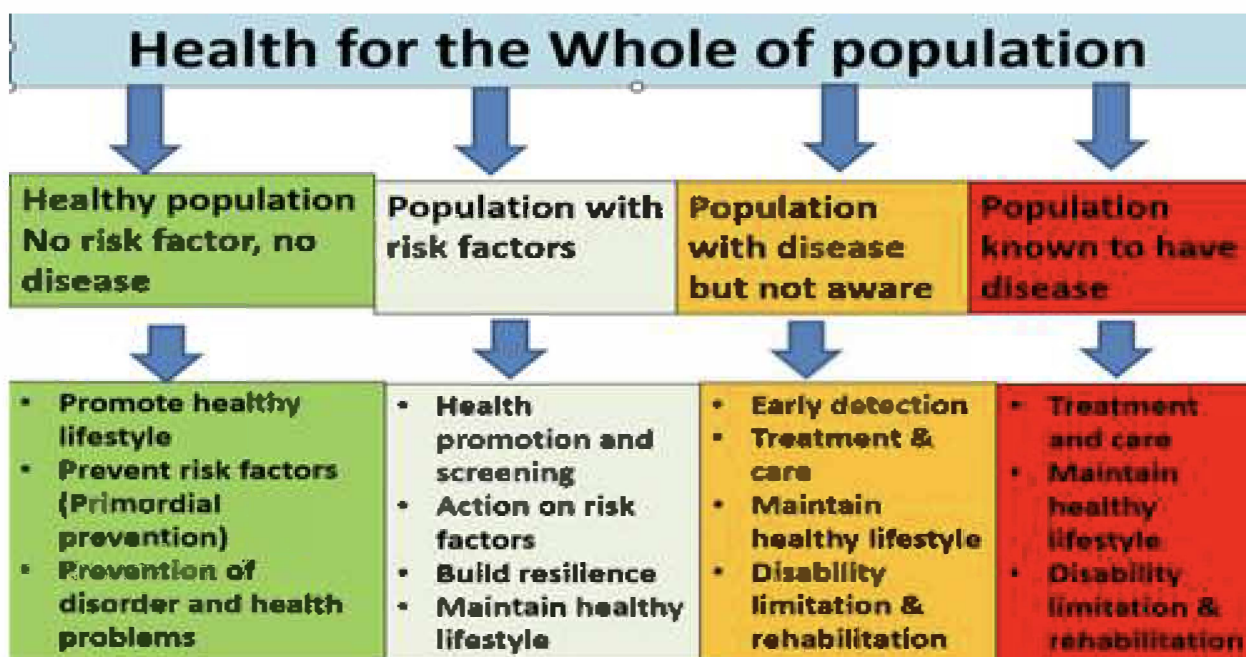 Health for the Whole of population
Healthy population
No risk factor, no
disease
Population with
risk factors
Population
with disease
but not aware
Population
known to have
disease
• Promote healthy
lifestyle
• Prevent risk factors
(Primordial
prevention)
• Prevention of
disorder and health
problems
• Health
promotion and
screening
• Action on risk
factors
• Build resilience
• Maintain healthy
lifestyle
• Early detection
• Treatment &
care
• Maintain
healthy lifestyle
• Disability
limitation &
rehabilitation
• Treatment
and care
• Maintain
healthy
lifestyle
• Disability
limitation &
rehabilitation